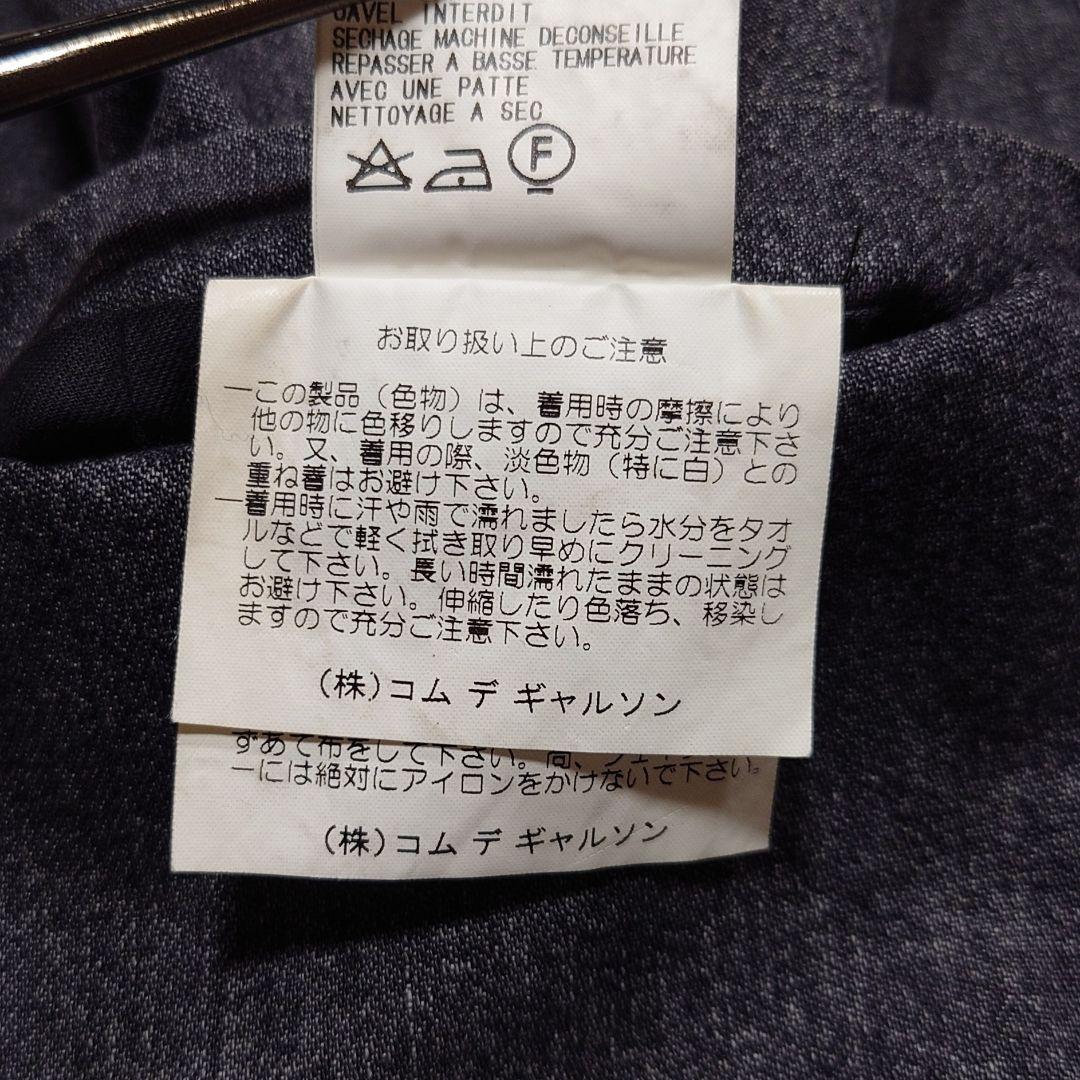 JAVEL INTERDIT
SECHAGE MACHINE DECONSEILLE
REPASSER A BASSE TEMPERATURE
AVEC UNE PATTE
NETTOYAGE A SEC
F
お取り扱い上のご注意
ーこの製品（色物）は、着用時の摩擦により
他の物に色移りしますので充分ご注意下さ
い。又、着用の際、淡色物（特に白）との
重ね着はお避け下さい。
ー着用時に汗や雨で濡れましたら水分をタオ
ルなどで軽く拭き取り早めにクリーニング
して下さい。長い時間濡れたままの状態は
お避け下さい。伸縮したり色落ち、移染し
ますので充分ご注意下さい。
(株)コム デ ギャルソン
ずあて布をして下さい。尚、
ーには絶対にアイロンをかけないで下さい。
(株)コム デ ギャルソン